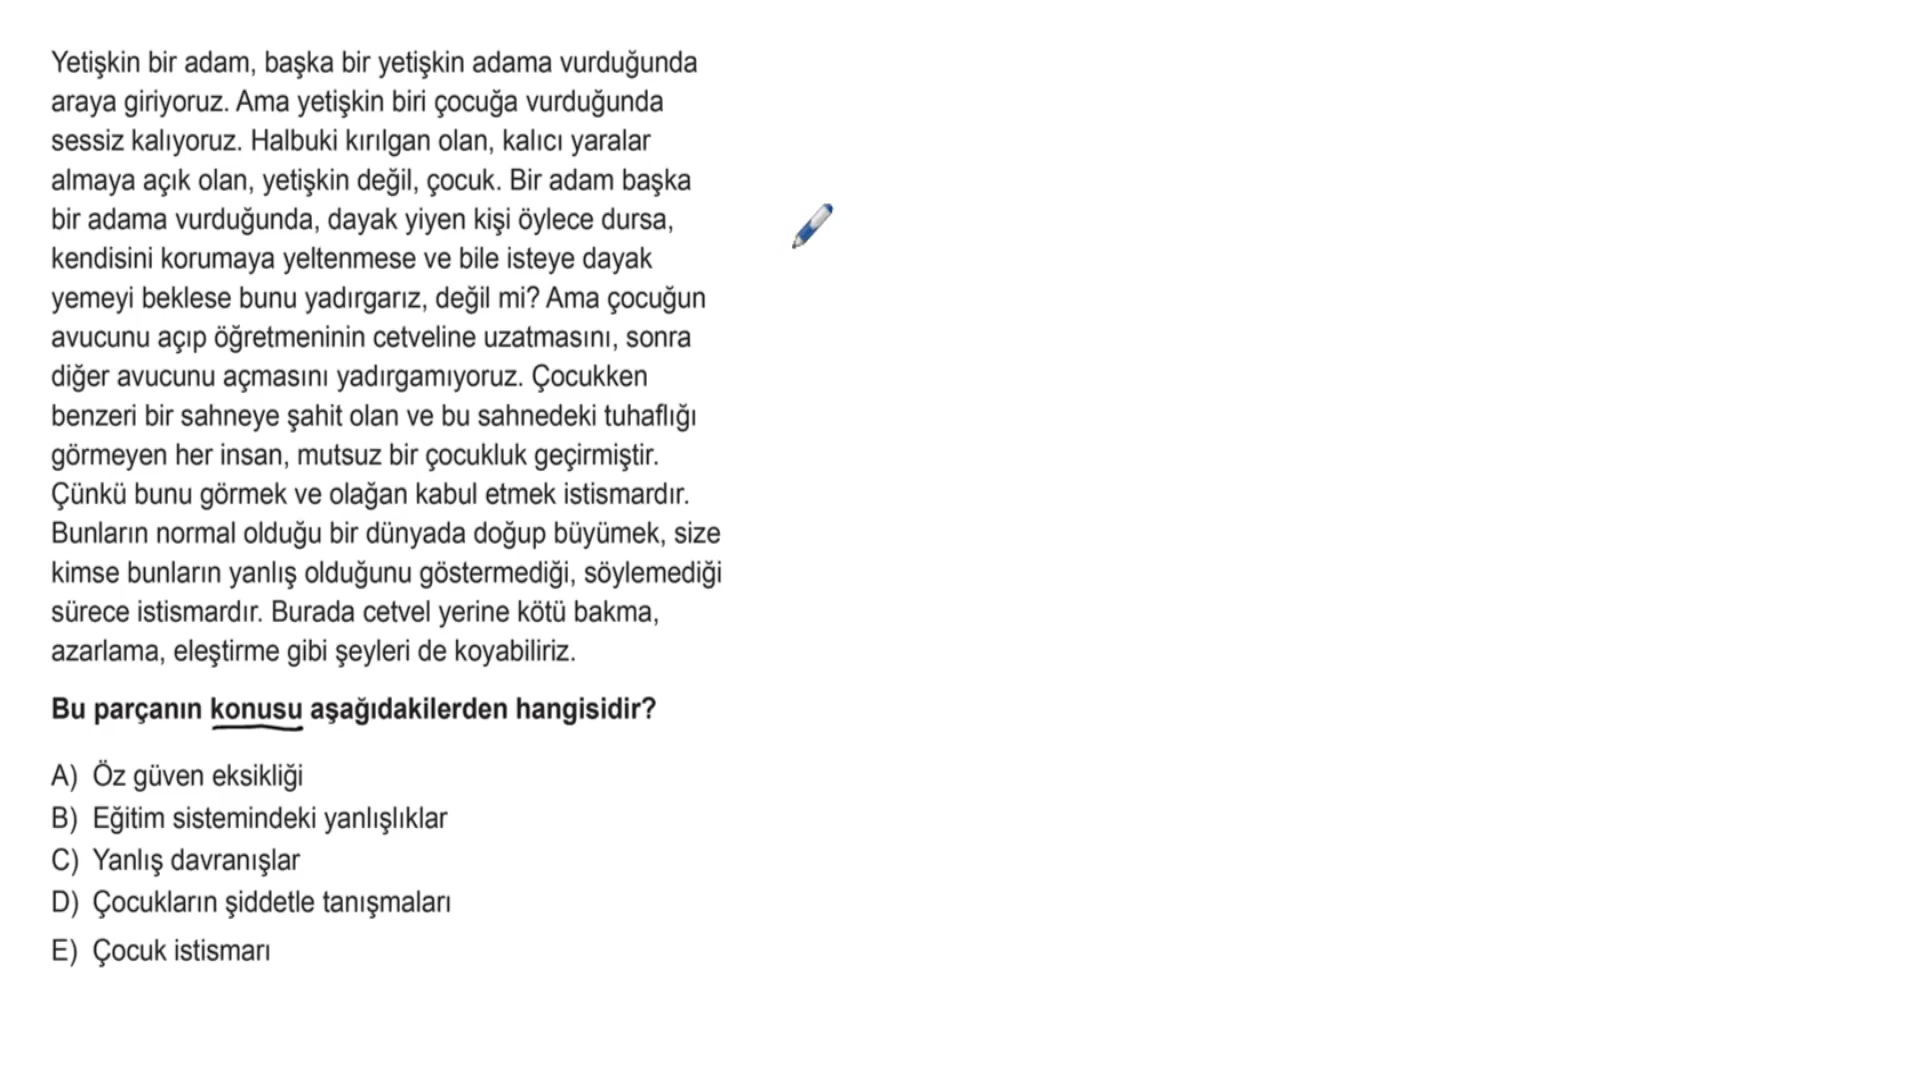 Yetişkin bir adam, başka bir yetişkin adama vurduğunda
araya giriyoruz. Ama yetişkin biri çocuğa vurduğunda
sessiz kalıyoruz. Halbuki kırılgan olan, kalıcı yaralar
almaya açık olan, yetişkin değil, çocuk. Bir adam başka
bir adama vurduğunda, dayak yiyen kişi öylece dursa,
kendisini korumaya yeltenmese ve bile isteye dayak
yemeyi beklese bunu yadırgarız, değil mi? Ama çocuğun
avucunu açıp öğretmeninin cetveline uzatmasını, sonra
diğer avucunu açmasını yadırgamıyoruz. Çocukken
benzeri bir sahneye şahit olan ve bu sahnedeki tuhaflığı
görmeyen her insan, mutsuz bir çocukluk geçirmiştir.
Çünkü bunu görmek ve olağan kabul etmek istismardır.
Bunların normal olduğu bir dünyada doğup büyümek, size
kimse bunların yanlış olduğunu göstermediği, söylemediği
sürece istismardır. Burada cetvel yerine kötü bakma,
azarlama, eleştirme gibi şeyleri de koyabiliriz.
Bu parçanın konusu aşağıdakilerden hangisidir?
A) Öz güven eksikliği
B) Eğitim sistemindeki yanlışlıklar
C) Yanlış davranışlar
D) Çocukların şiddetle tanışmaları
E) Çocuk istismarı